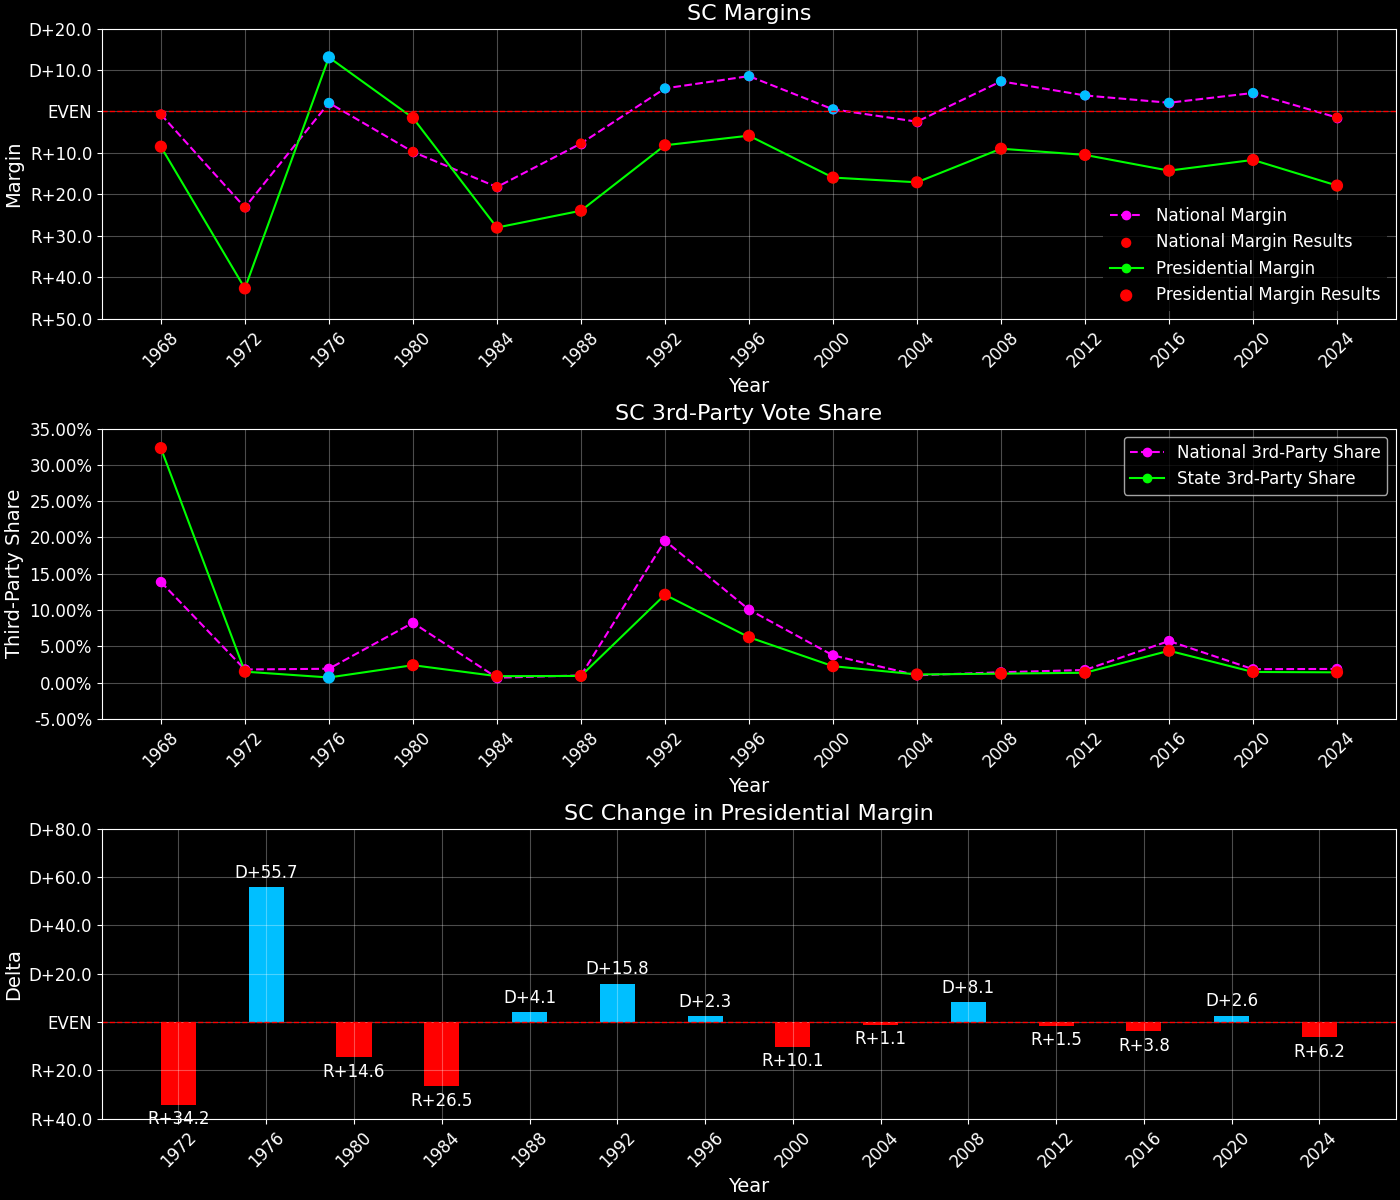 SC Margins
D+20.0
D+10.0
EVEN
R+10.0
R+20.0
R+30.0
R+40.0
R+50.0
Margin
National Margin
National Margin Results
Presidential Margin
Presidential Margin Results
1968 1972 1976 1980 1984 1988 1992 1996 2000 2004 2008 2012 2016 2020 2024
Year
SC 3rd-Party Vote Share
35.00%
30.00%
25.00%
20.00%
15.00%
10.00%
5.00%
0.00%
-5.00%
Third-Party Share
National 3rd-Party Share
State 3rd-Party Share
1968 1972 1976 1980 1984 1988 1992 1996 2000 2004 2008 2012 2016 2020 2024
Year
SC Change in Presidential Margin
D+80.0
D+60.0
D+40.0
D+20.0
EVEN
R+20.0
R+40.0
Delta
R+34.2
D+55.7
R+14.6
R+26.5
D+4.1
D+15.8
D+2.3
R+10.1
R+1.1
D+8.1
R+1.5
R+3.8
D+2.6
R+6.2
1972 1976 1980 1984 1988 1992 1996 2000 2004 2008 2012 2016 2020 2024
Year